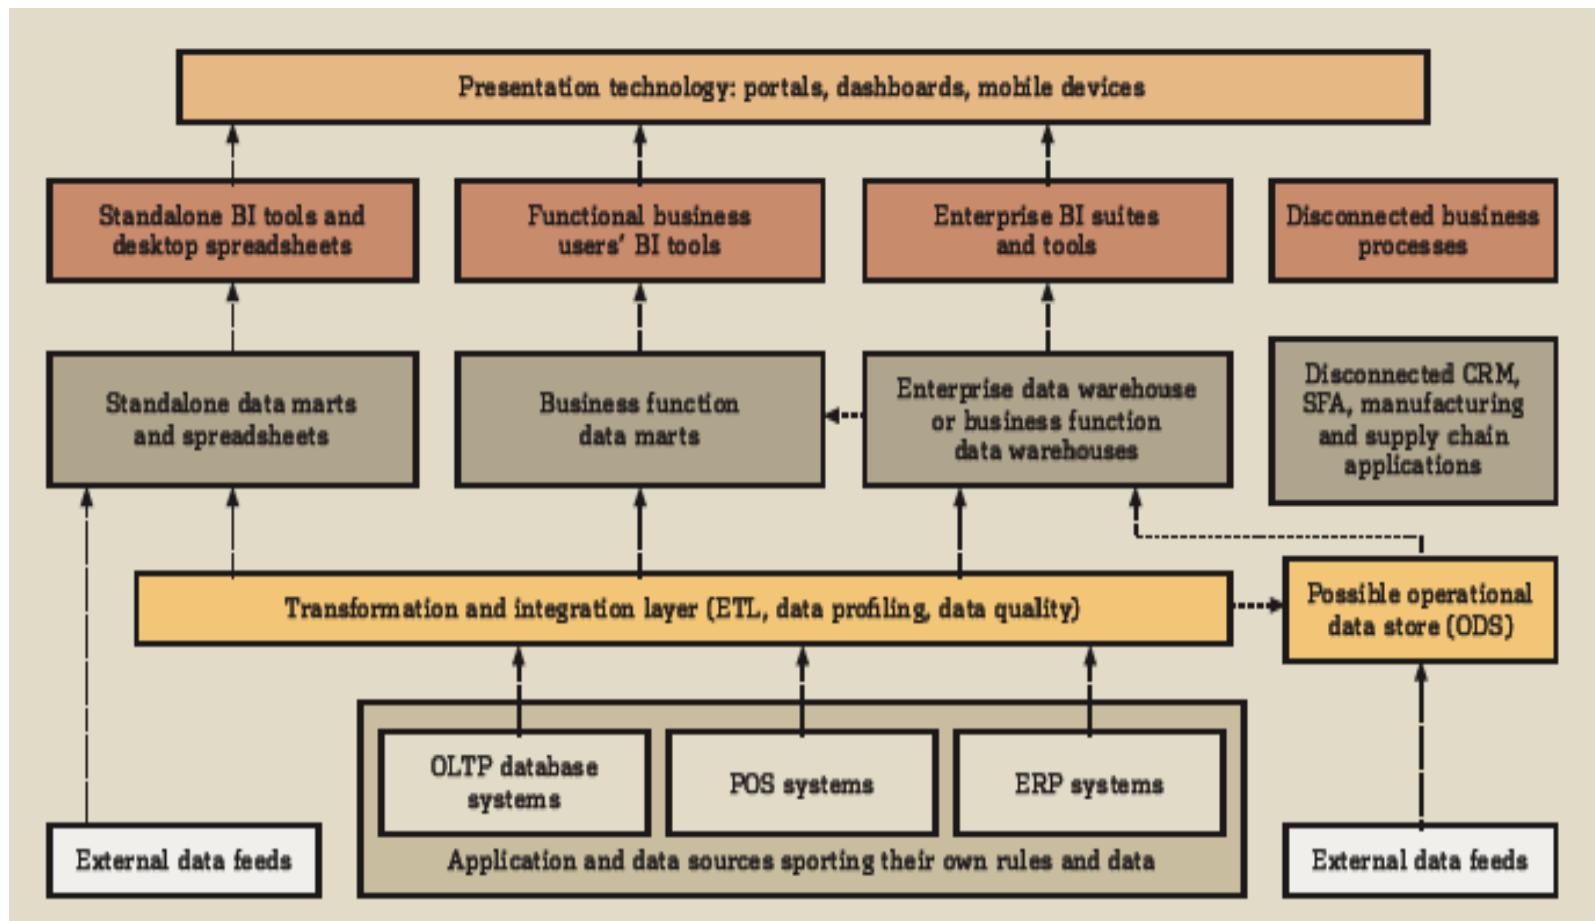 Presentation technology: portals, dashboards, mobile devices
Standalone BI tools and
desktop spreadsheets
Functional business
users' BI tools
Enterprise BI suites
and tools
Disconnected business
processes
Standalone data marts
and spreadsheets
Business function
data marts
Enterprise data warehouse
or business function
data warehouses
Disconnected CRM,
SFA, manufacturing
and supply chain
applications
Transformation and integration layer (ETL, data profiling, data quality)
Possible operational
data store (ODS)
OLTP database
systems
POS systems
ERP systems
Application and data sources sporting their own rules and data
External data feeds
External data feeds